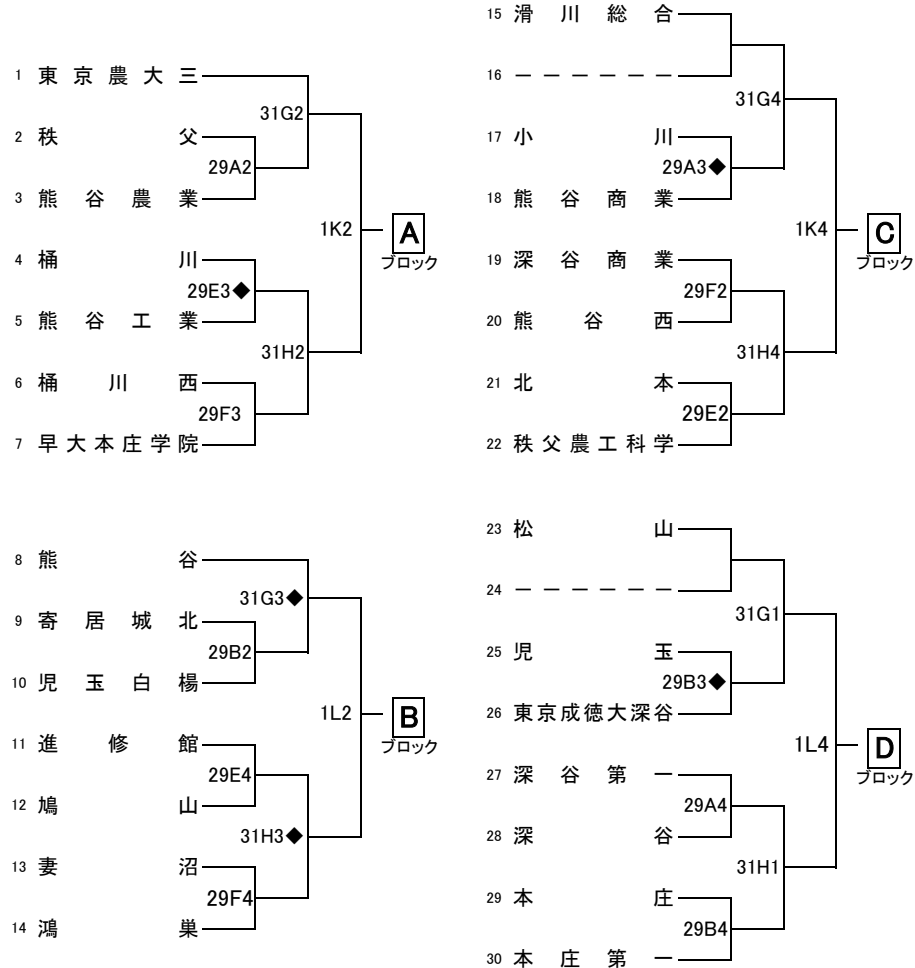 1 東京農大三
31G2
2 秩父
29A2
3 熊谷農業
1K2
A
ブロック
4 桶川
29E3◆
5 熊谷工業
31H2
6 桶川西
29F3
7 早大本庄学院
8 熊谷
31G3◆
9 寄居城北
29B2
10 児玉白楊
1L2
B
ブロック
11 進修館
29E4
12 鳩山
31H3◆
13 妻沼
29F4
14 鴻巣
15 滑川総合
16 ーーーーーー
31G4
17 小川
29A3◆
18 熊谷商業
1K4
C
ブロック
19 深谷商業
29F2
20 熊谷西
31H4
21 北本
29E2
22 秩父農工科学
23 松山
24 ーーーーーー
31G1
25 児玉
29B3◆
26 東京成徳大深谷
1L4
D
ブロック
27 深谷第一
29A4
28 深谷
31H1
29 本庄
29B4
30 本庄第一